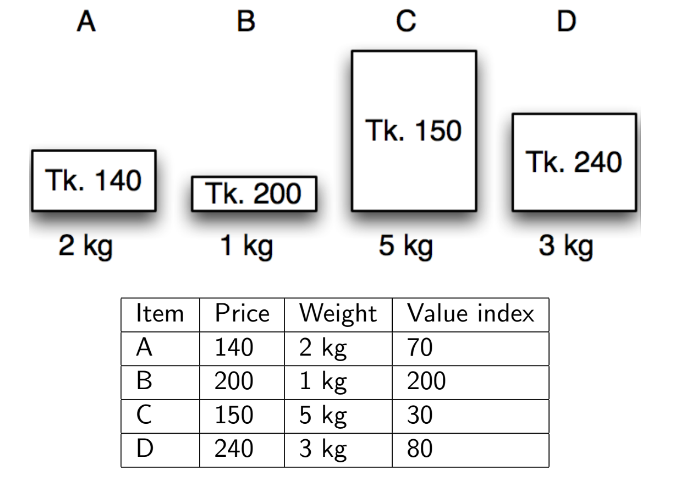 A B C D
Tk. 140 Tk. 200 Tk. 150 Tk. 240
2 kg 1 kg 5 kg 3 kg
Item Price Weight Value index
A 140 2 kg 70
B 200 1 kg 200
C 150 5 kg 30
D 240 3 kg 80